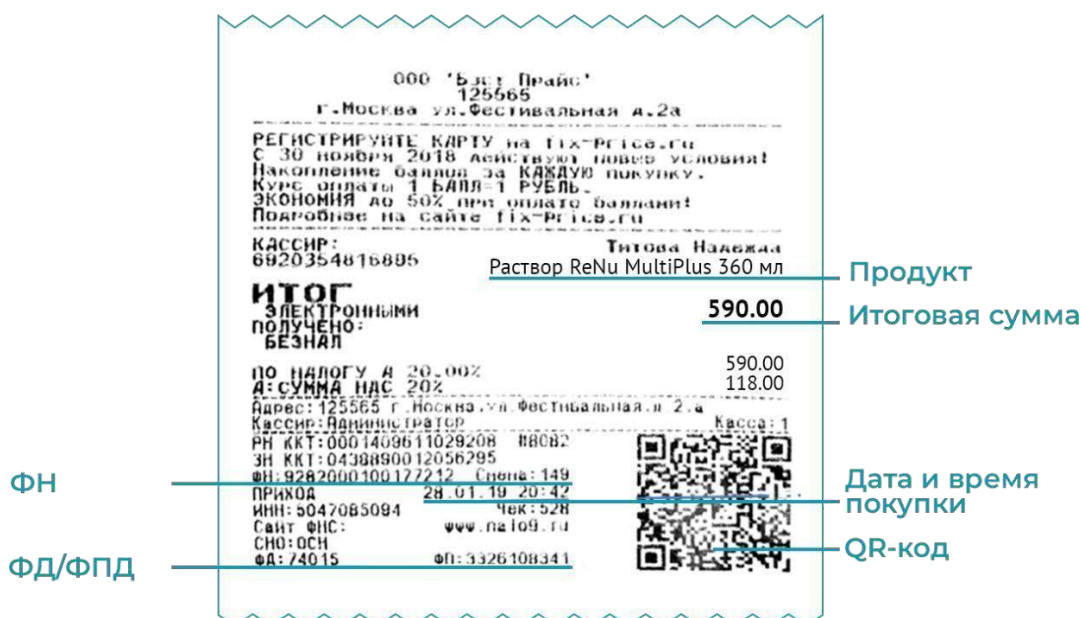 ООО 'Бэст Прайс'
125565
г.Москва ул.Фестивальная д.2а
РЕГИСТРИРУЙТЕ КАРТУ на fix-Price.ru
С 30 ноября 2018 действуют новые условия!
Накопление баллов за КАЖДУЮ покупку.
Курс оплаты 1 БАЛЛ=1 РУБЛЬ.
ЭКОНОМИЯ до 50% при оплате баллами!
Подробнее на сайте fix-Price.ru
КАССИР: Титова Надежда
6920354816895
Раствор ReNu MultiPlus 360 мл
Продукт
ИТОГ
ЭЛЕКТРОННЫМИ
590.00
Итоговая сумма
ПОЛУЧЕНО:
БЕЗНАЛ
ПО НАЛОГУ А 20.00% 590.00
А:СУММА НДС 20% 118.00
Адрес:125565 г.Москва.ул.Фестивальная.д.2.а
Кассир:Администратор Касса:1
РН ККТ:0001409611029208 #8082
ЗН ККТ:0438890012056295
ФН:9282000100177212 Смена:149
ФН
ПРИХОД 28.01.19 20:42
Дата и время
покупки
ИНН:5047085094 Чек:528
Сайт ФНС: www.nalog.ru
СНО:ОСН
QR-код
ФД:74015 ФП:3326108341
ФД/ФПД